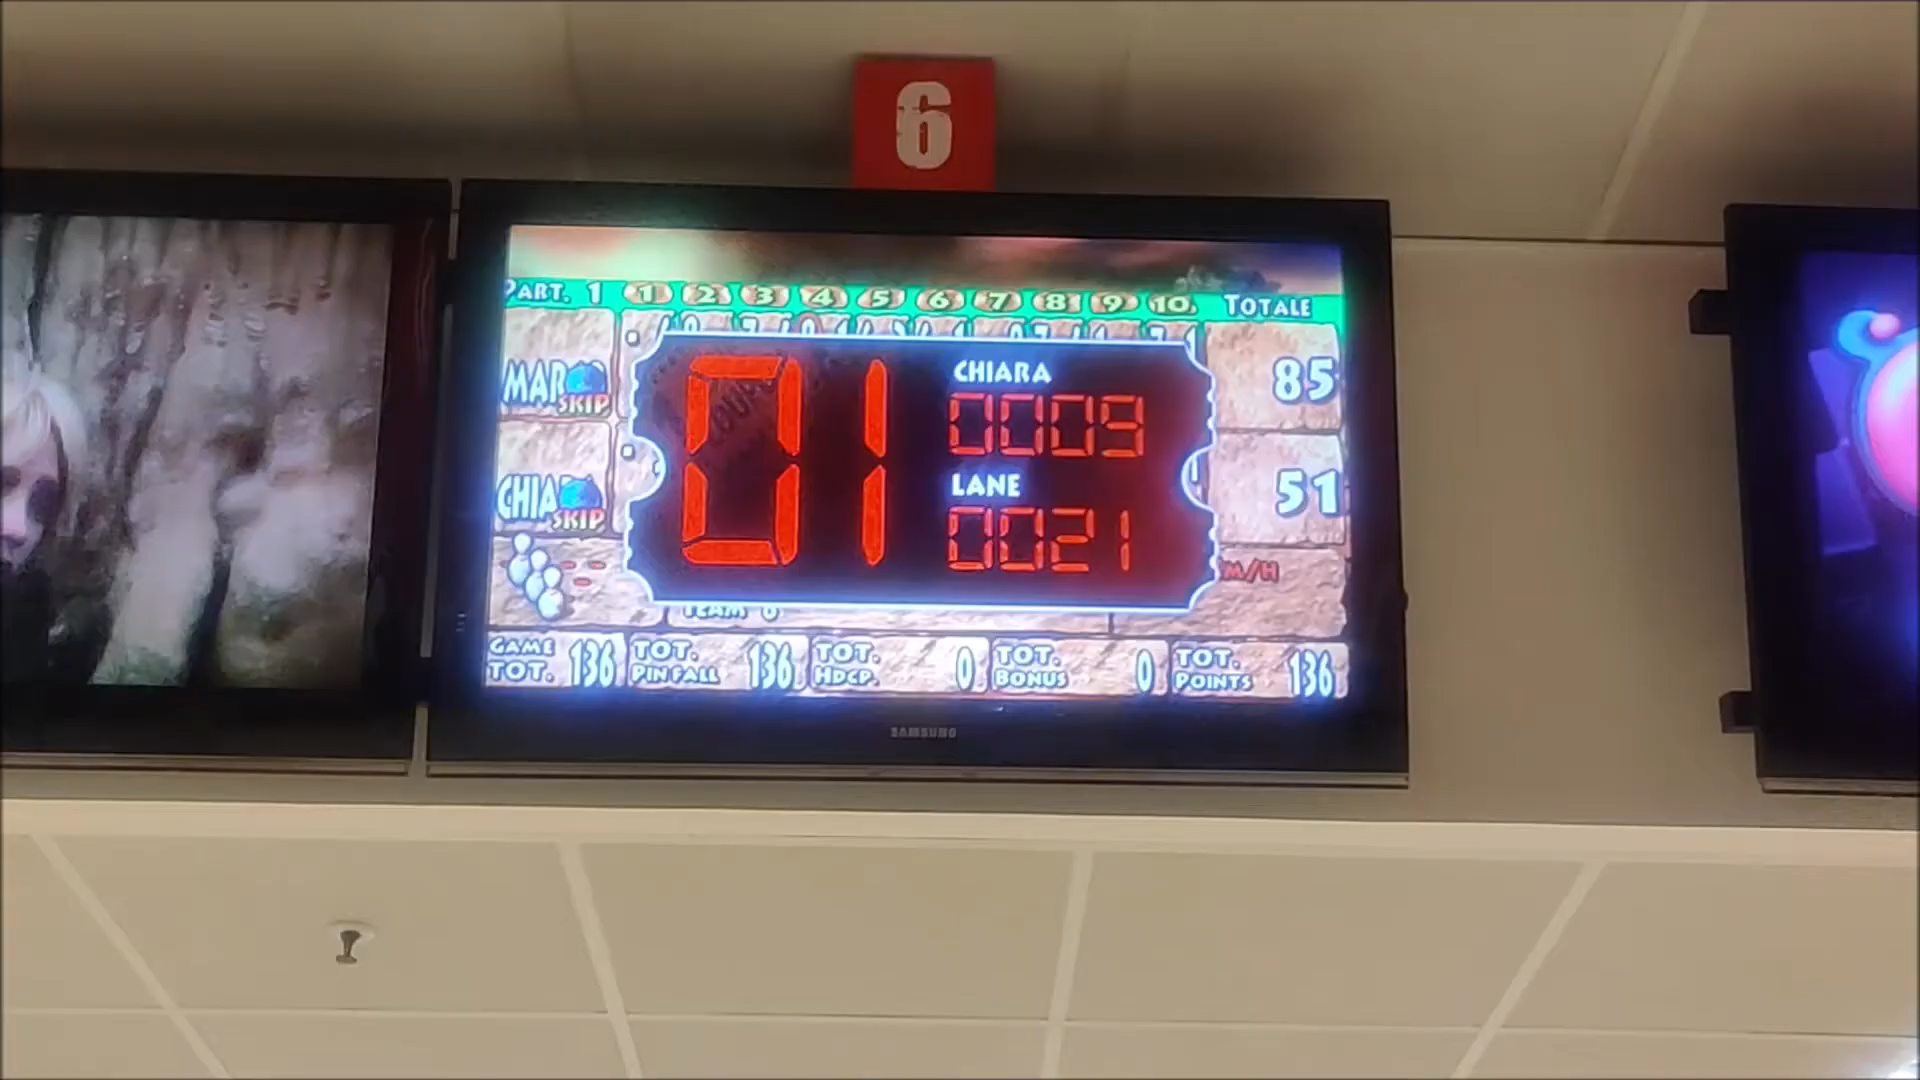 6
PART. 1 1 2 3 4 5 6 7 8 9 10 TOTALE
MAR SKIP 85
CHIA SKIP 51
01
CHIARA
0009
LANE
0021
M/H
TEAM 6
GAME TOT. 136 TOT. PINFALL 136 TOT. HDCP. 0 TOT. BONUS 0 TOT. POINTS 136
SAMSUNG